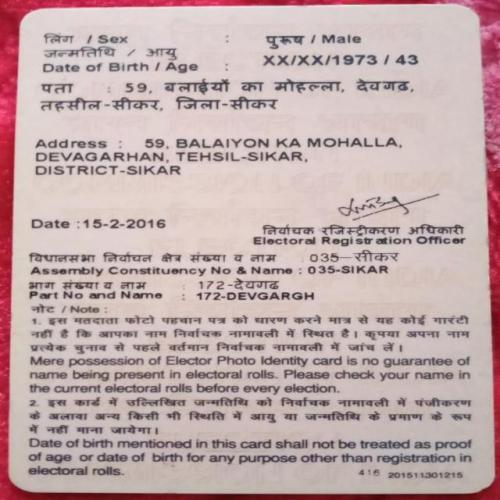 लिंग / Sex : पुरूष / Male
जन्मतिथि / आयु
Date of Birth / Age : XX/XX/1973 / 43
पता : 59, बलाईयों का मोहल्ला, देवगढ,
तहसील-सीकर, जिला-सीकर
Address : 59, BALAIYON KA MOHALLA,
DEVAGARHAN, TEHSIL-SIKAR,
DISTRICT-SIKAR
Date :15-2-2016
निर्वाचक रजिस्ट्रीकरण अधिकारी
Electoral Registration Officer
विधानसभा निर्वाचन क्षेत्र संख्या व नाम : 035-सीकर
Assembly Constituency No & Name : 035-SIKAR
भाग संख्या व नाम : 172-देवगढ
Part No and Name : 172-DEVGARGH
नोट / Note :
1. इस मतदाता फोटो पहचान पत्र को धारण करने मात्र से यह कोई गारंटी
नहीं है कि आपका नाम निर्वाचक नामावली में स्थित है। कृपया अपना नाम
प्रत्येक चुनाव से पहले वर्तमान निर्वाचक नामावली में जांच लें।
Mere possession of Elector Photo Identity card is no guarantee of
name being present in electoral rolls. Please check your name in
the current electoral rolls before every election.
2. इस कार्ड में उल्लिखित जन्मतिथि को निर्वाचक नामावली में पंजीकरण
के अलावा अन्य किसी भी स्थिति में आयु या जन्मतिथि के प्रमाण के रूप
में नहीं माना जायेगा।
Date of birth mentioned in this card shall not be treated as proof
of age or date of birth for any purpose other than registration in
electoral rolls.
416 201511301215